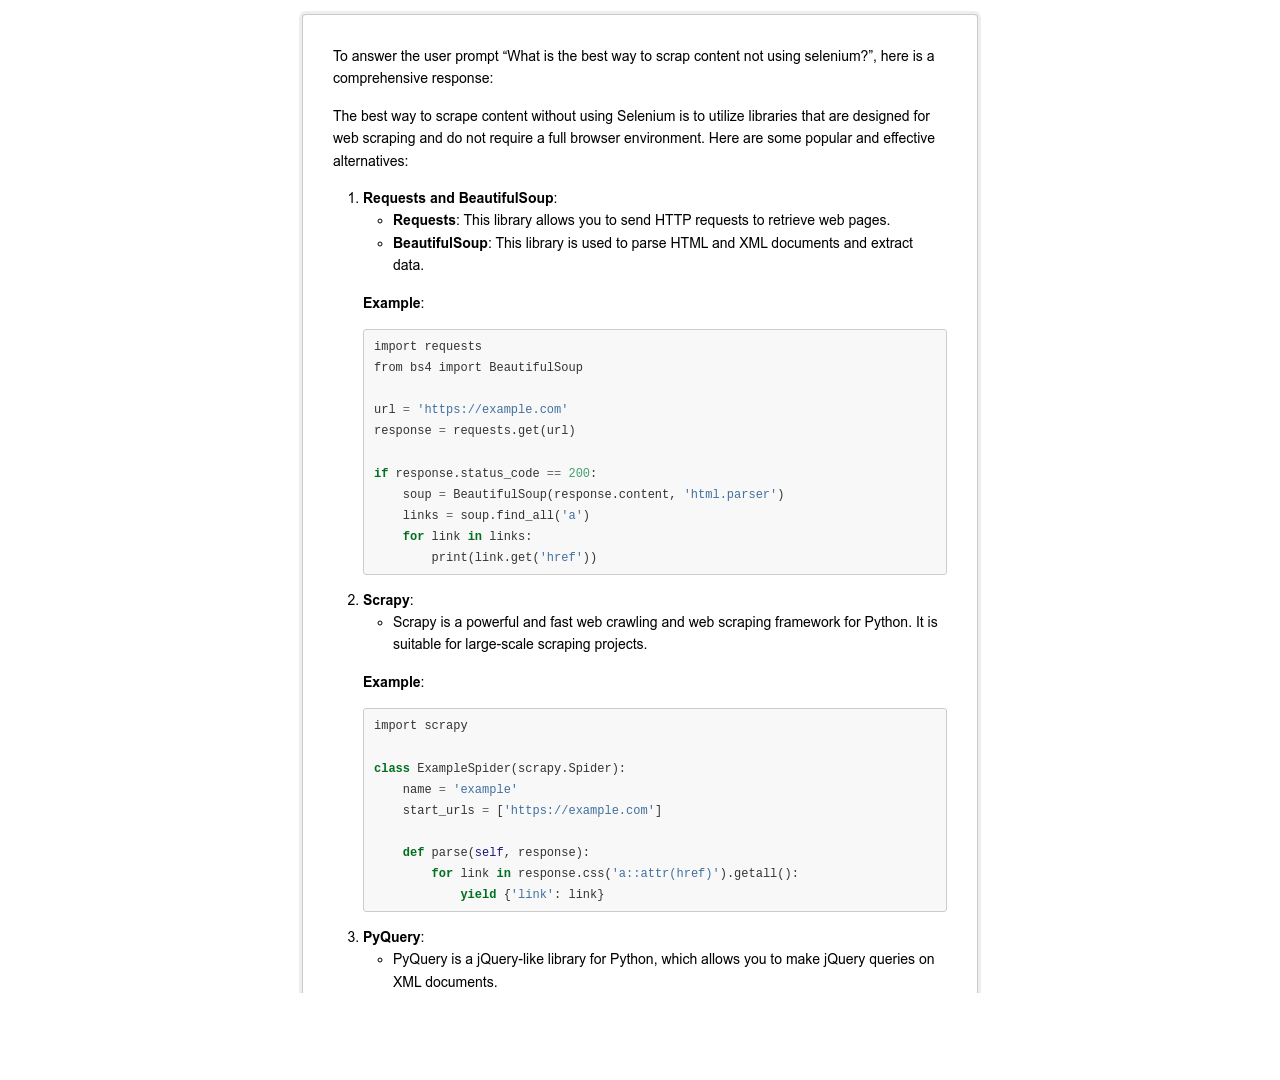 To answer the user prompt “What is the best way to scrap content not using selenium?”, here is a
comprehensive response:
The best way to scrape content without using Selenium is to utilize libraries that are designed for
web scraping and do not require a full browser environment. Here are some popular and effective
alternatives:
1. Requests and BeautifulSoup:
◦ Requests: This library allows you to send HTTP requests to retrieve web pages.
◦ BeautifulSoup: This library is used to parse HTML and XML documents and extract
data.
Example:
import requests
from bs4 import BeautifulSoup
url = 'https://example.com'
response = requests.get(url)
if response.status_code == 200:
    soup = BeautifulSoup(response.content, 'html.parser')
    links = soup.find_all('a')
    for link in links:
        print(link.get('href'))
2. Scrapy:
◦ Scrapy is a powerful and fast web crawling and web scraping framework for Python. It is
suitable for large-scale scraping projects.
Example:
import scrapy
class ExampleSpider(scrapy.Spider):
    name = 'example'
    start_urls = ['https://example.com']
    def parse(self, response):
        for link in response.css('a::attr(href)').getall():
            yield {'link': link}
3. PyQuery:
◦ PyQuery is a jQuery-like library for Python, which allows you to make jQuery queries on
XML documents.